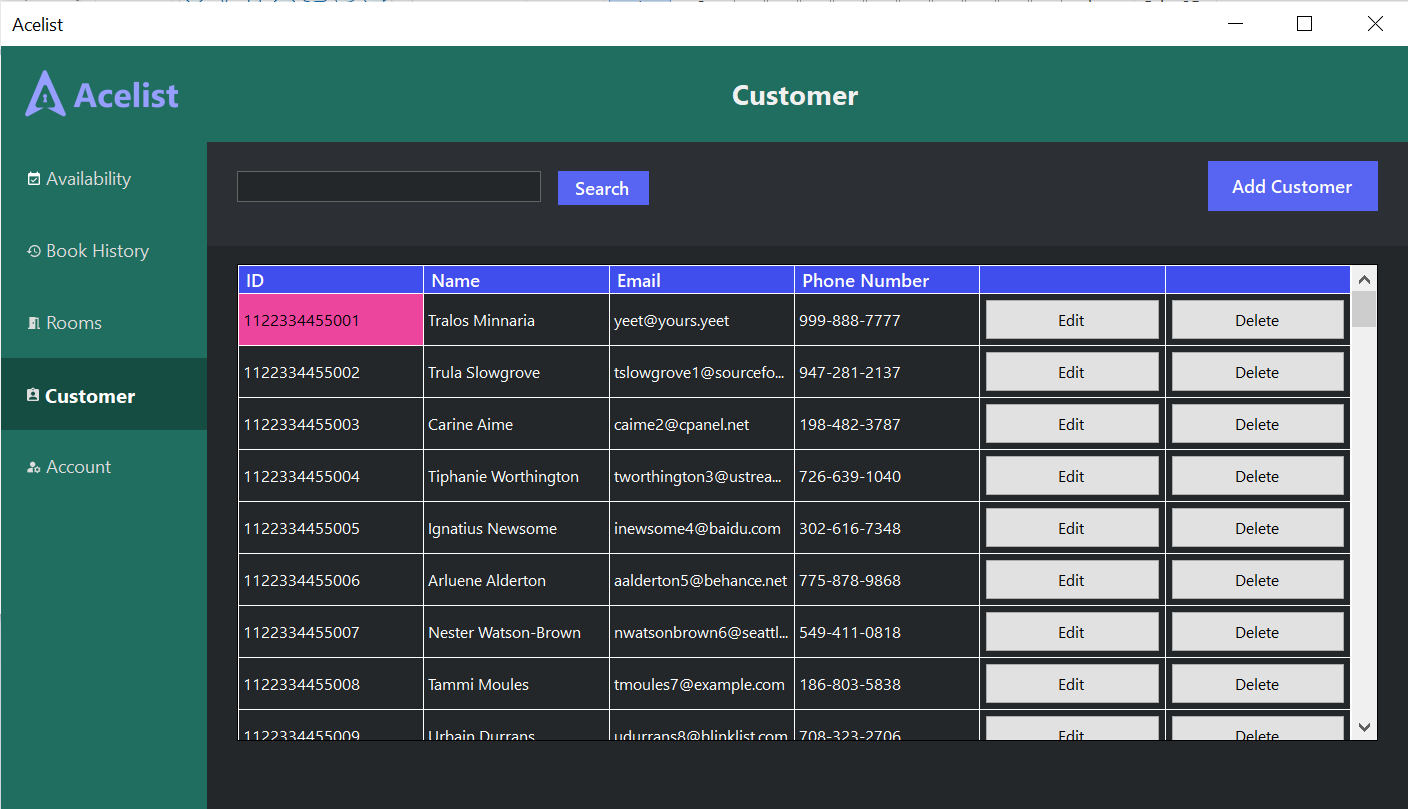 Acelist
Acelist
Customer
Availability
Book History
Rooms
Customer
Account
Search
Add Customer
ID Name Email Phone Number
1122334455001 Tralos Minnaria yeet@yours.yeet 999-888-7777 Edit Delete
1122334455002 Trula Slowgrove tslowgrove1@sourcefo... 947-281-2137 Edit Delete
1122334455003 Carine Aime caime2@cpanel.net 198-482-3787 Edit Delete
1122334455004 Tiphanie Worthington tworthington3@ustrea... 726-639-1040 Edit Delete
1122334455005 Ignatius Newsome inewsome4@baidu.com 302-616-7348 Edit Delete
1122334455006 Arluene Alderton aalderton5@behance.net 775-878-9868 Edit Delete
1122334455007 Nester Watson-Brown nwatsonbrown6@seattl... 549-411-0818 Edit Delete
1122334455008 Tammi Moules tmoules7@example.com 186-803-5838 Edit Delete
1122334455009 Urbain Durrans udurrans8@blinklist.com 708-323-2706 Edit Delete